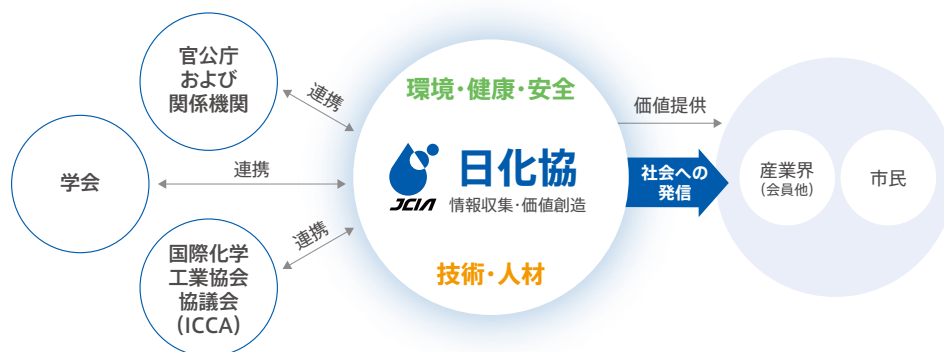 官公庁
および
関係機関
連携
学会
連携
国際化学
工業協会
協議会
(ICCA)
連携
環境・健康・安全
日化協
JCIA
情報収集・価値創造
技術・人材
価値提供
社会への
発信
産業界
(会員他)
市民